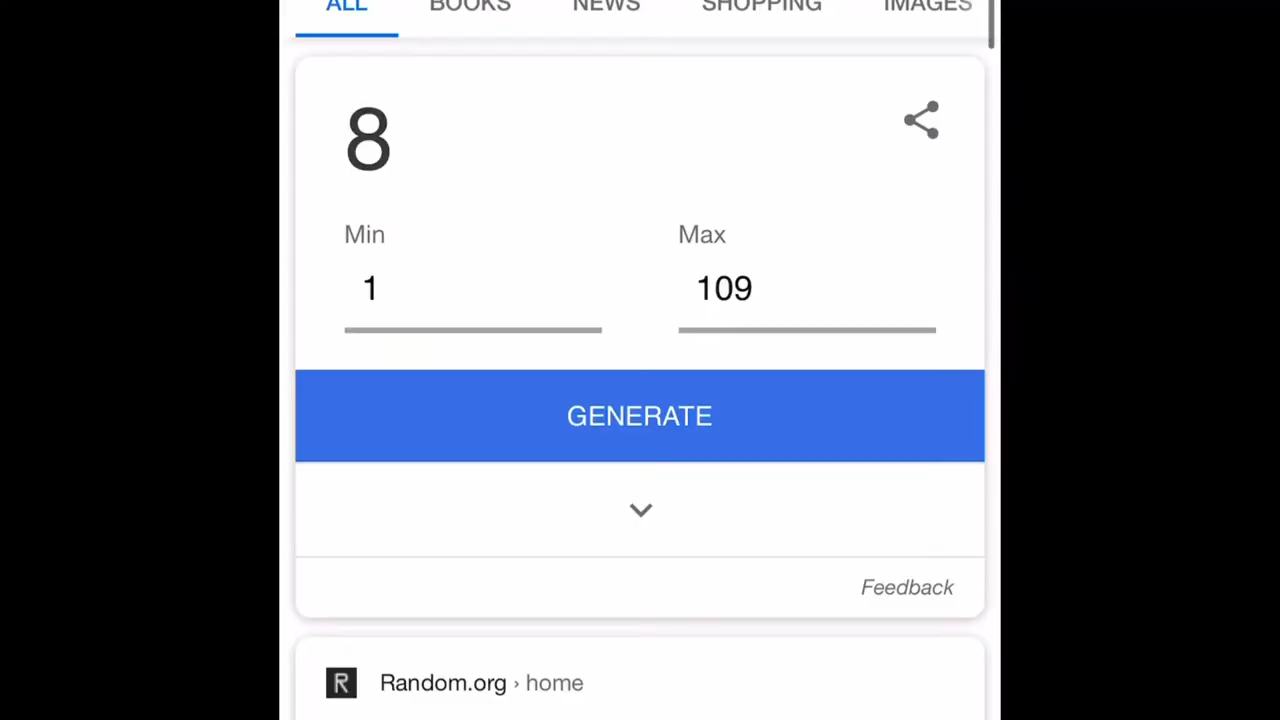 ALL BOOKS NEWS SHOPPING IMAGES
8
Min Max
1 109
GENERATE
Feedback
R Random.org › home